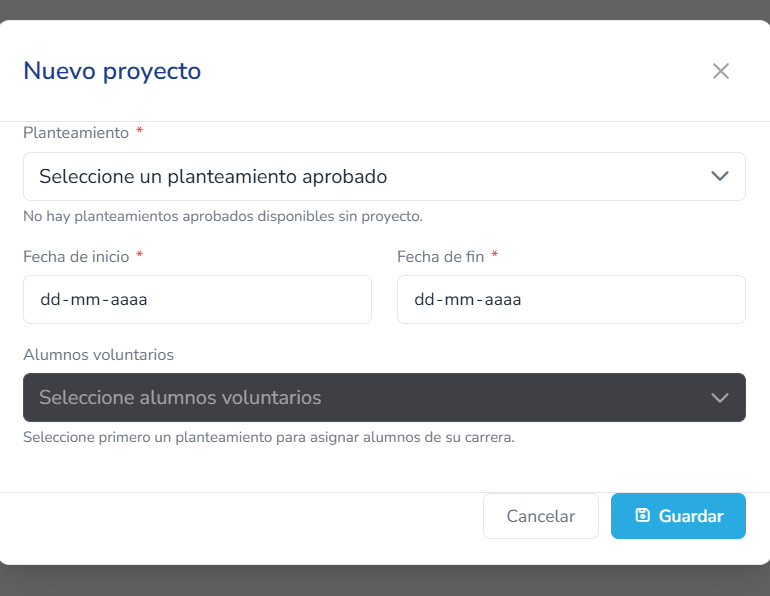 Nuevo proyecto
Planteamiento *
Seleccione un planteamiento aprobado
No hay planteamientos aprobados disponibles sin proyecto.
Fecha de inicio * Fecha de fin *
dd-mm-aaaa dd-mm-aaaa
Alumnos voluntarios
Seleccione alumnos voluntarios
Seleccione primero un planteamiento para asignar alumnos de su carrera.
Cancelar Guardar